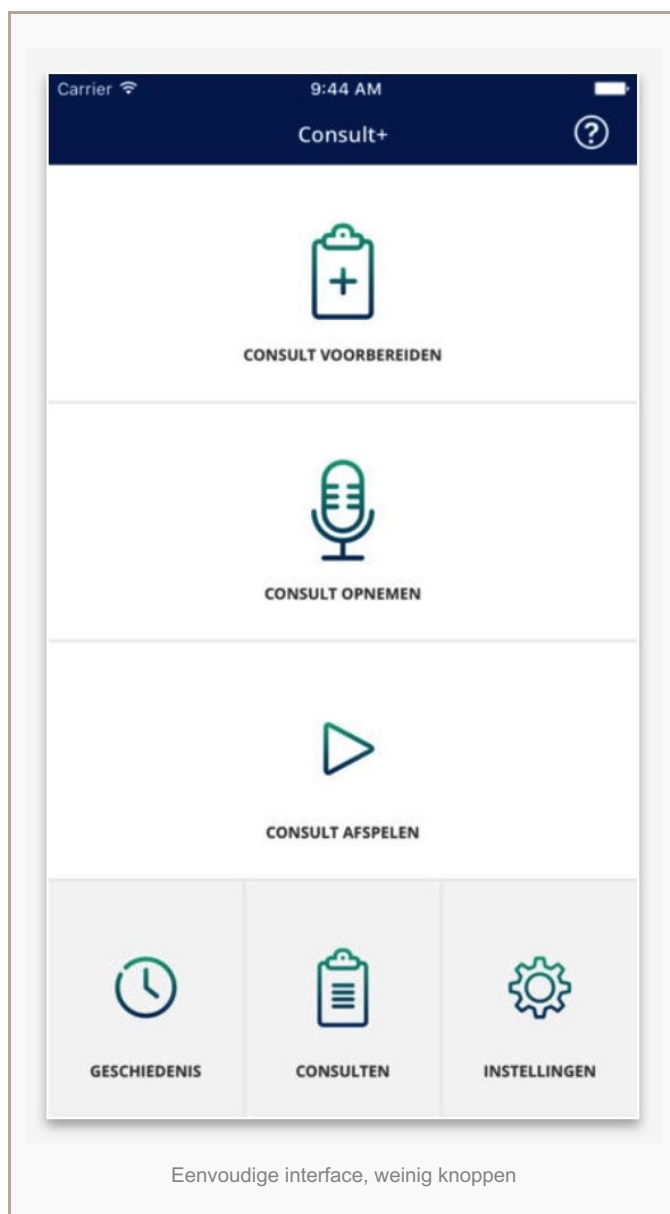 Carrier
9:44 AM
Consult+
?
CONSULT VOORBEREIDEN
CONSULT OPNEMEN
CONSULT AFSPELEN
GESCHIEDENIS CONSULTEN INSTELLINGEN
Eenvoudige interface, weinig knoppen